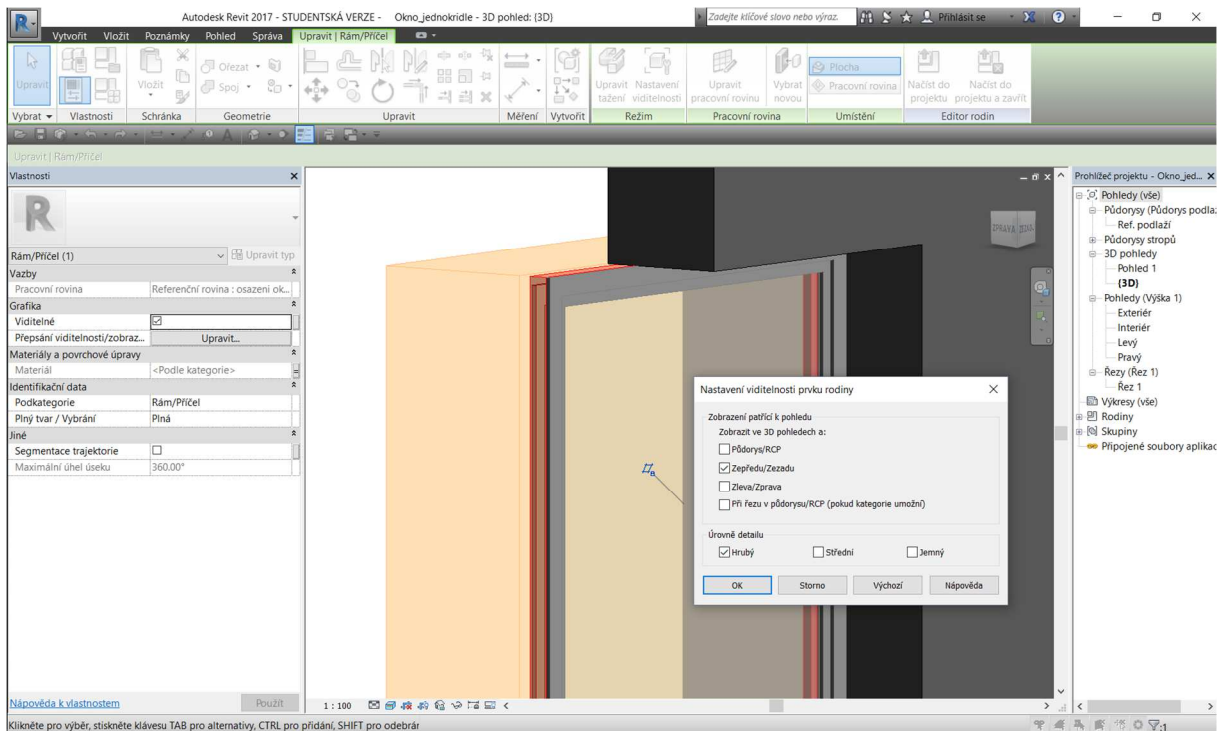 Autodesk Revit 2017 - STUDENTSKÁ VERZE - Okno_jednokridle - 3D pohled: {3D}
Zadejte klíčové slovo nebo výraz.
Přihlásit se
Vytvořit Vložit Poznámky Pohled Správa Upravit | Rám/Příčel
Upravit
Vložit
Ořezat
Spoj
Upravit tažení
Nastavení viditelnosti
Upravit pracovní rovinu
Vybrat novou
Plocha
Pracovní rovina
Načíst do projektu
Načíst do projektu a zavřít
Vybrat Vlastnosti Schránka Geometrie Upravit Měření Vytvořit Režim Pracovní rovina Umístění Editor rodin
Upravit | Rám/Příčel
Vlastnosti
Rám/Příčel (1)
Upravit typ
Vazby
Pracovní rovina Referenční rovina : osazeni ok...
Grafika
Viditelné
Přepsání viditelnosti/zobraz... Upravit...
Materiály a povrchové úpravy
Materiál <Podle kategorie>
Identifikační data
Podkategorie Rám/Příčel
Plný tvar / Vybrání Plná
Jiné
Segmentace trajektorie
Maximální úhel úseku 360.00°
Nápověda k vlastnostem
Použít
ZPRAVA
Nastavení viditelnosti prvku rodiny
Zobrazení patřící k pohledu
Zobrazit ve 3D pohledech a:
Půdorys/RCP
Zepředu/Zezadu
Zleva/Zprava
Při řezu v půdorysu/RCP (pokud kategorie umožní)
Úrovně detailu
Hrubý Střední Jemný
OK Storno Výchozí Nápověda
1 : 100
Prohlížeč projektu - Okno_jed...
Pohledy (vše)
Půdorysy (Půdorys podla
Ref. podlaží
Půdorysy stropů
3D pohledy
Pohled 1
{3D}
Pohledy (Výška 1)
Exteriér
Interiér
Levý
Pravý
Řezy (Řez 1)
Řez 1
Výkresy (vše)
Rodiny
Skupiny
Připojené soubory aplikac
Klikněte pro výběr, stiskněte klávesu TAB pro alternativy, CTRL pro přidání, SHIFT pro odebrár
:1